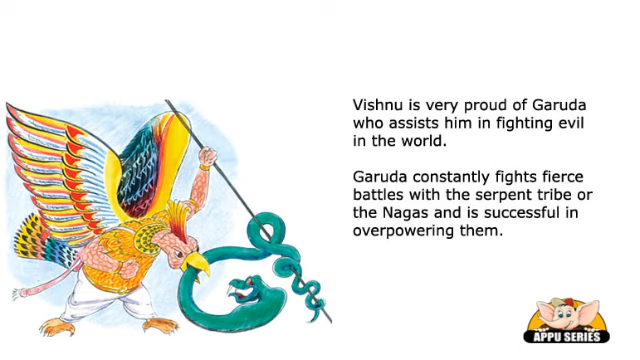 Vishnu is very proud of Garuda
who assists him in fighting evil
in the world.
Garuda constantly fights fierce
battles with the serpent tribe or
the Nagas and is successful in
overpowering them.
APPU SERIES